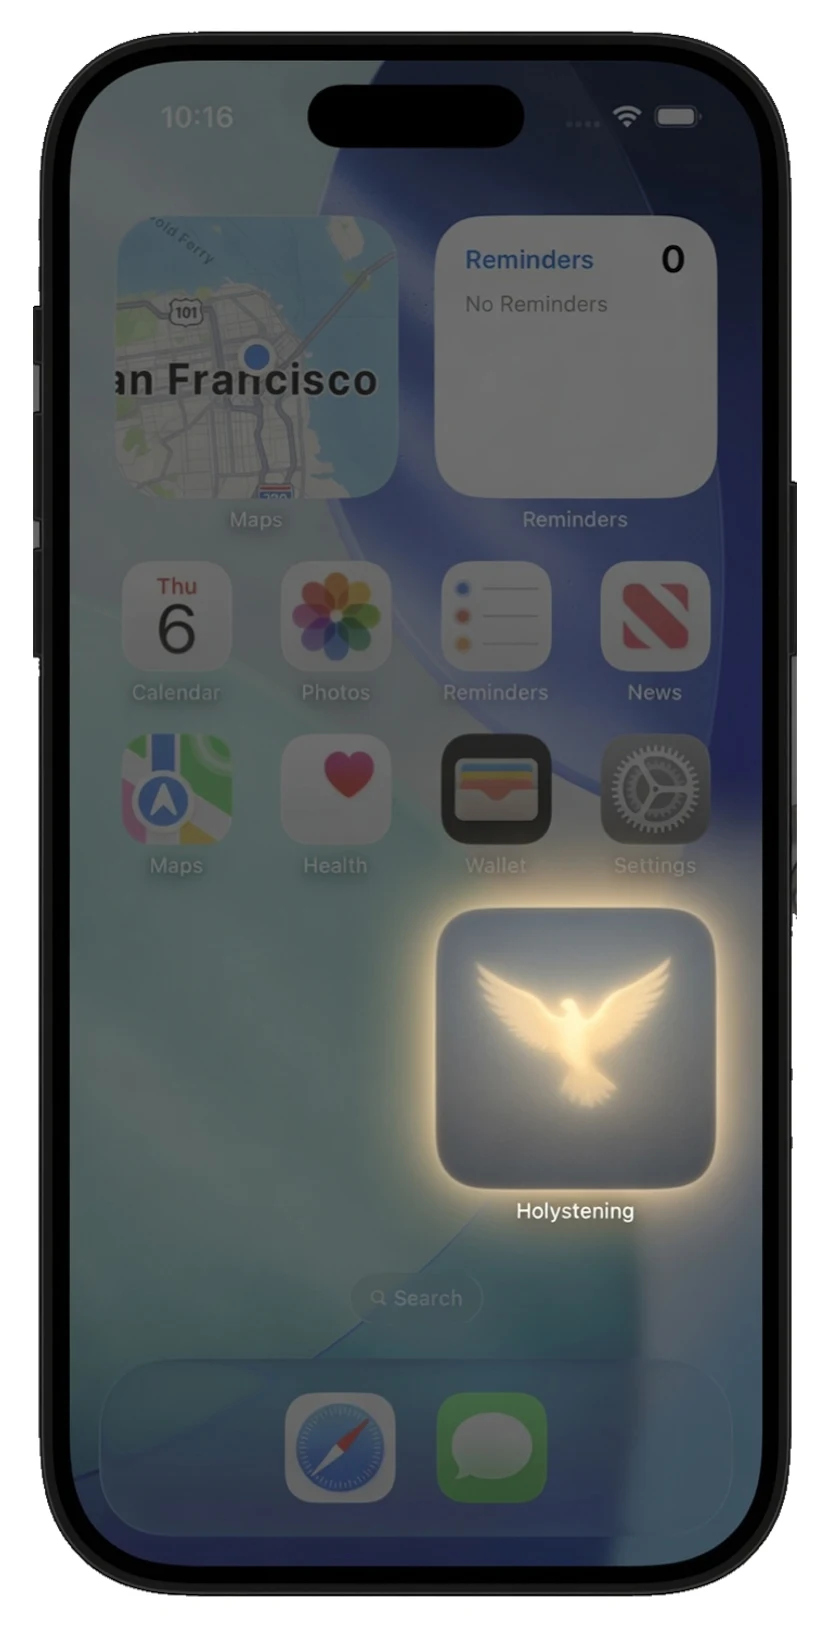 10:16
old Ferry
101
an Francisco
280
Maps
Reminders
0
No Reminders
Reminders
Thu
6
Calendar
Photos
Reminders
News
Maps
Health
Wallet
Settings
Holystening
Search